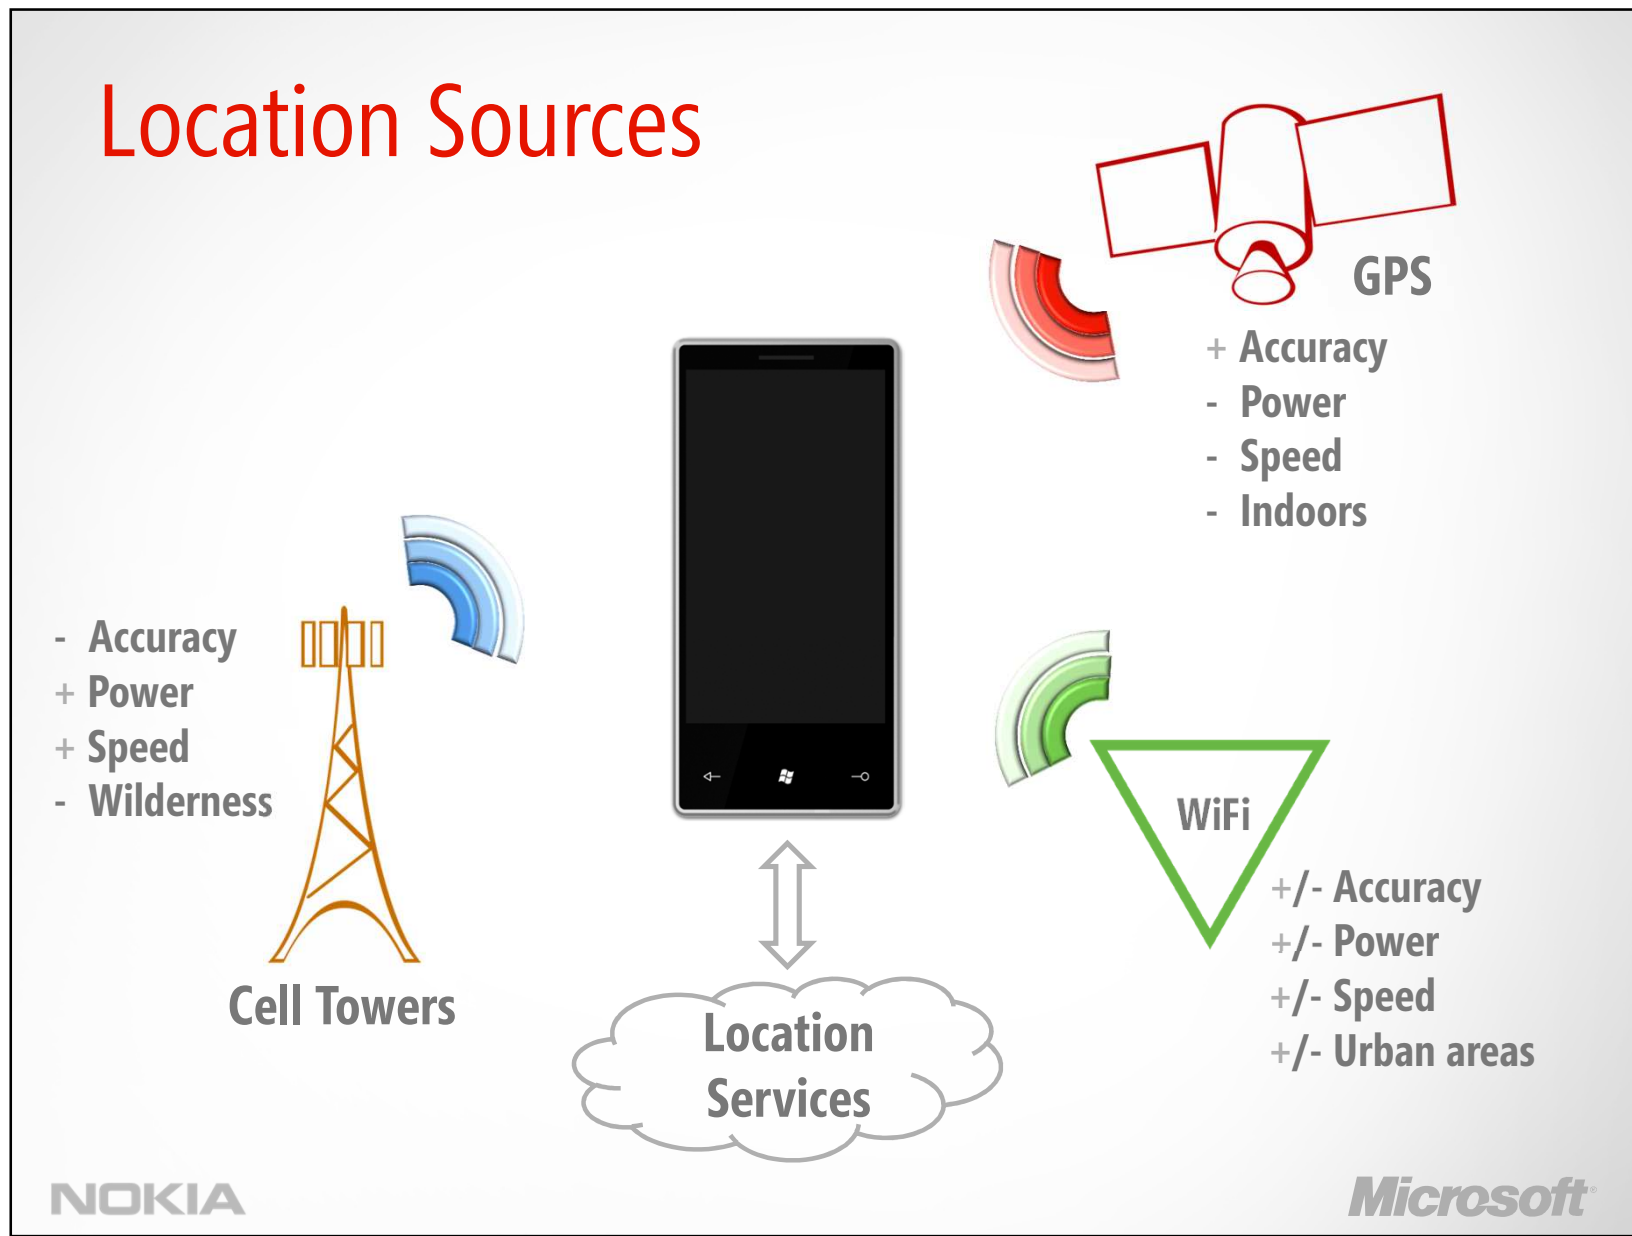 Location Sources
GPS
+ Accuracy
- Power
- Speed
- Indoors
- Accuracy
+ Power
+ Speed
- Wilderness
Cell Towers
WiFi
+/- Accuracy
+/- Power
+/- Speed
+/- Urban areas
Location
Services
NOKIA
Microsoft®